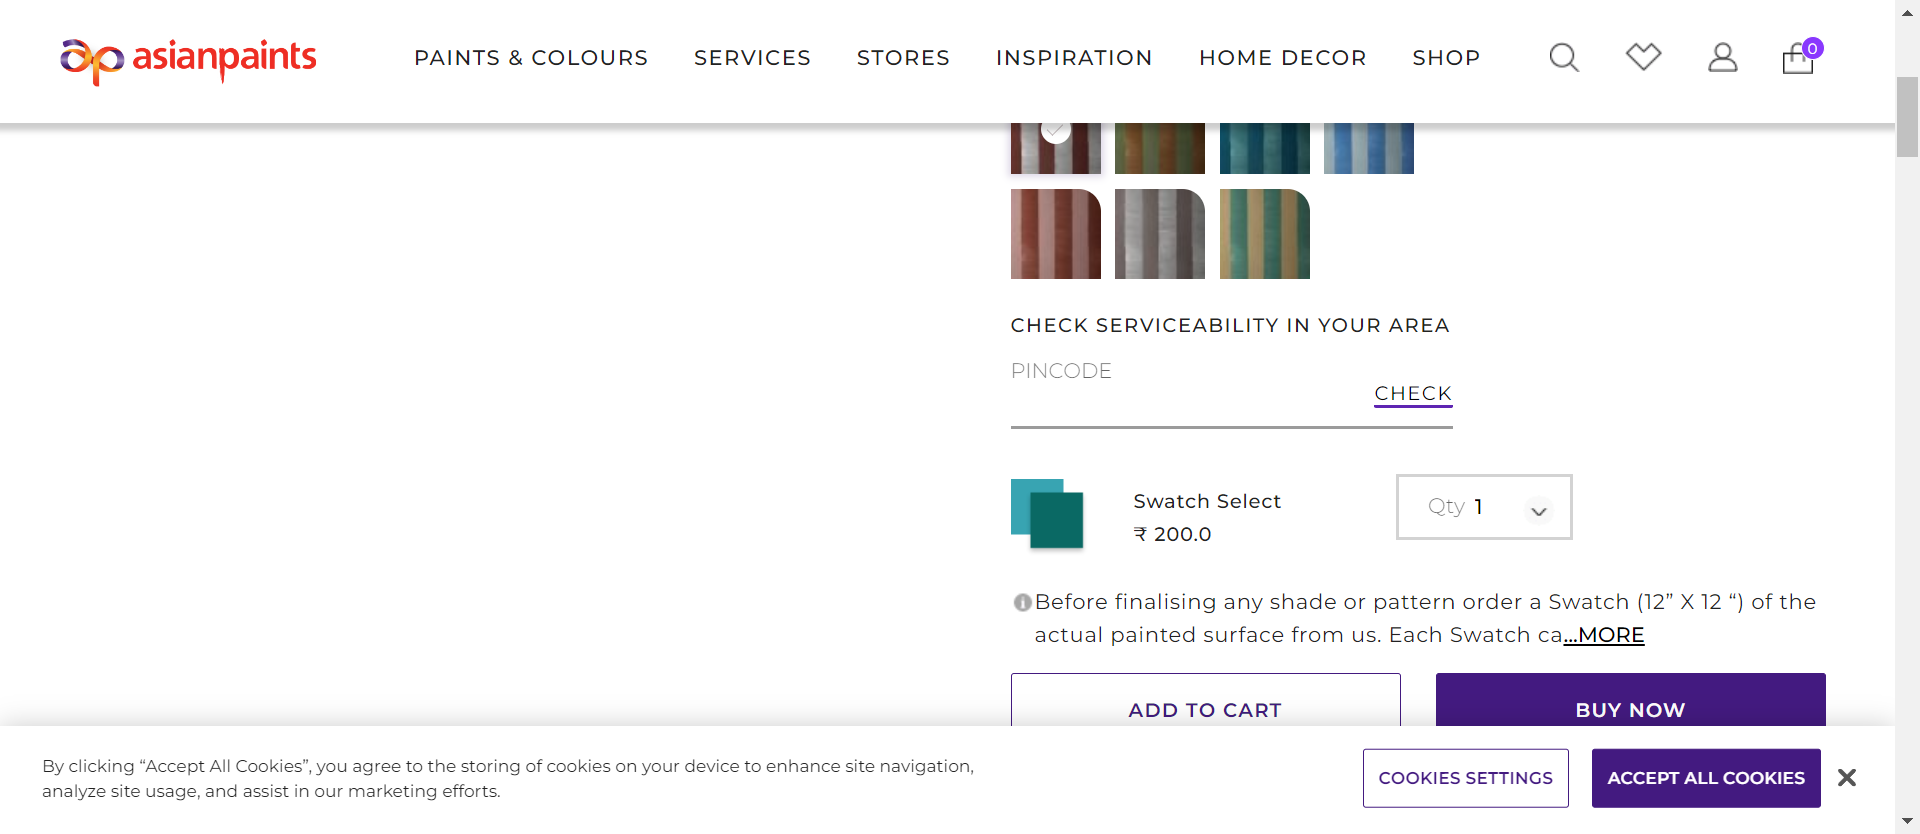 asianpaints
PAINTS & COLOURS SERVICES STORES INSPIRATION HOME DECOR SHOP
0
CHECK SERVICEABILITY IN YOUR AREA
PINCODE
CHECK
Swatch Select
₹ 200.0
Qty 1
Before finalising any shade or pattern order a Swatch (12” X 12 “) of the
actual painted surface from us. Each Swatch ca...MORE
ADD TO CART
BUY NOW
By clicking “Accept All Cookies”, you agree to the storing of cookies on your device to enhance site navigation,
analyze site usage, and assist in our marketing efforts.
COOKIES SETTINGS
ACCEPT ALL COOKIES